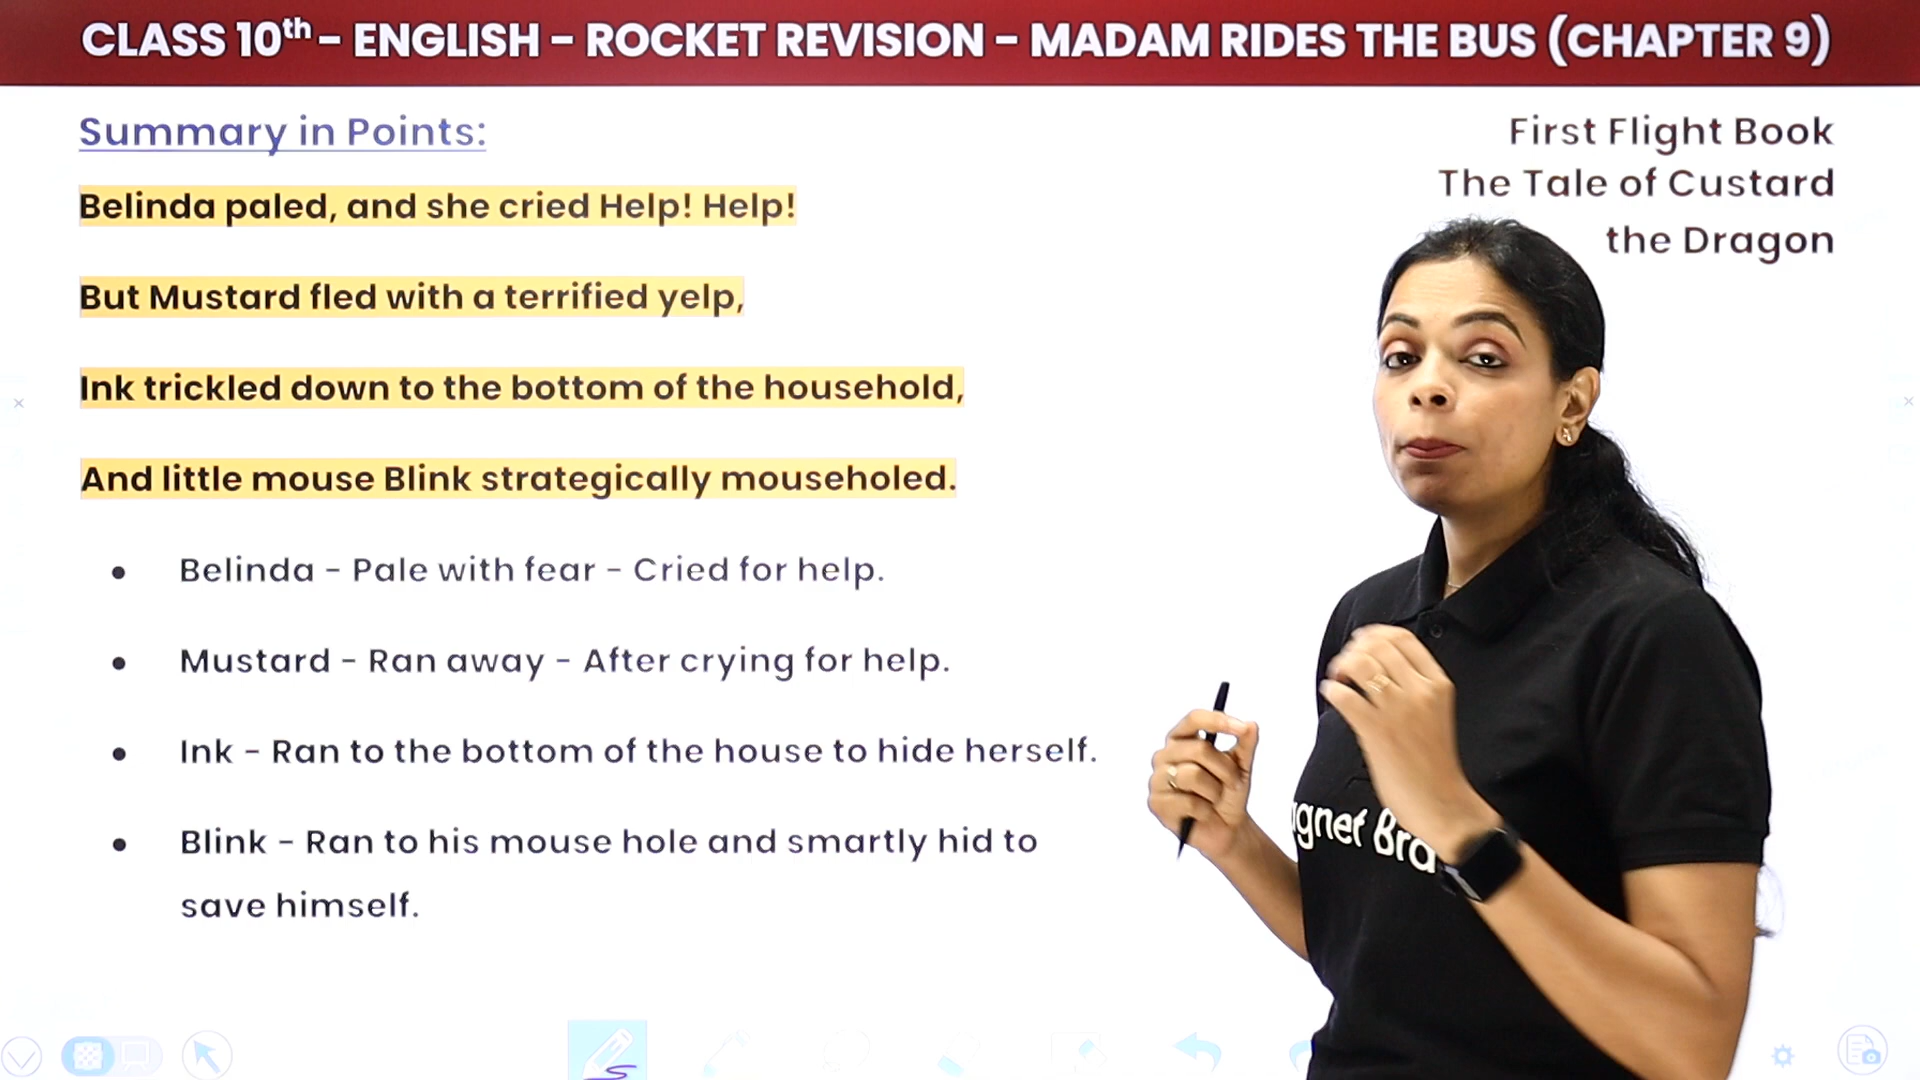 CLASS 10th - ENGLISH - ROCKET REVISION - MADAM RIDES THE BUS (CHAPTER 9)
Summary in Points:
First Flight Book
The Tale of Custard
the Dragon
Belinda paled, and she cried Help! Help!
But Mustard fled with a terrified yelp,
Ink trickled down to the bottom of the household,
And little mouse Blink strategically mouseholed.
• Belinda - Pale with fear - Cried for help.
• Mustard - Ran away - After crying for help.
• Ink - Ran to the bottom of the house to hide herself.
• Blink - Ran to his mouse hole and smartly hid to
save himself.
gnet Bra